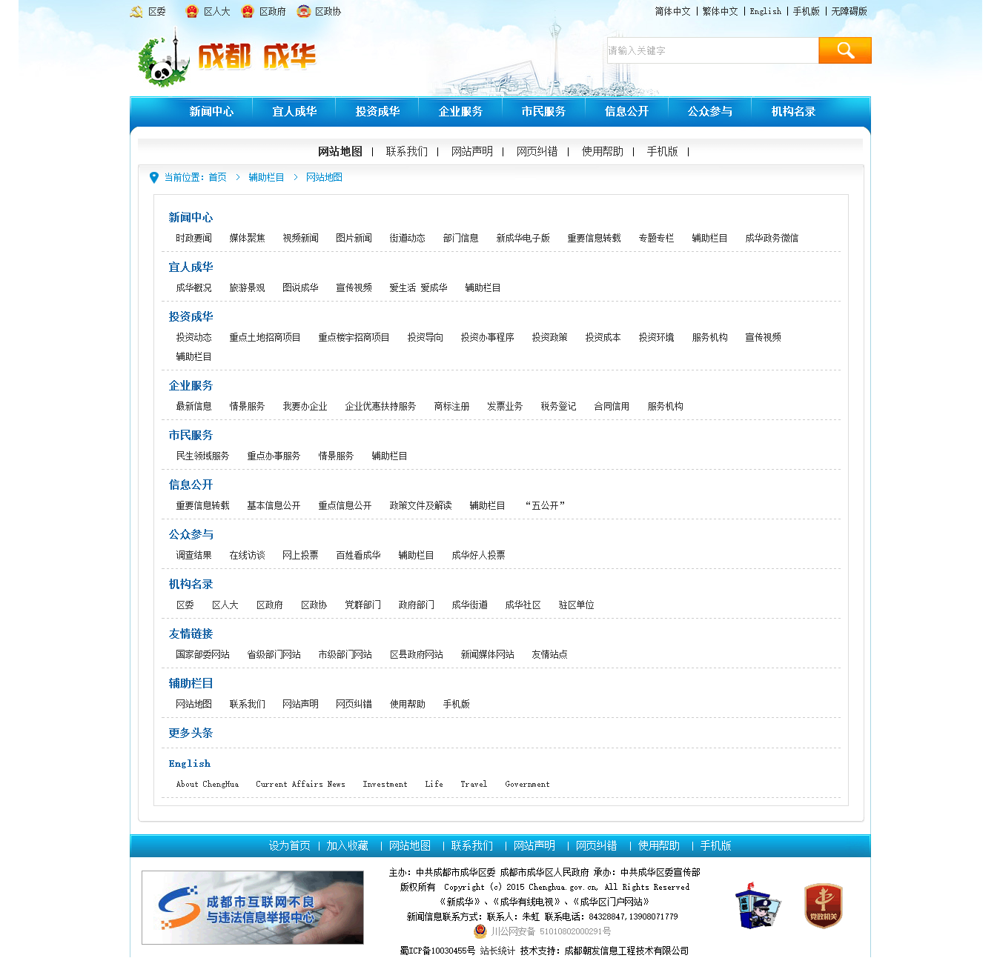 区委 区人大 区政府 区政协 简体中文 | 繁体中文 | English | 手机版 | 无障碍版
成都 成华
请输入关键字
新闻中心 宜人成华 投资成华 企业服务 市民服务 信息公开 公众参与 机构名录
网站地图 | 联系我们 | 网站声明 | 网页纠错 | 使用帮助 | 手机版 |
当前位置：首页 > 辅助栏目 > 网站地图
新闻中心
时政要闻 媒体聚焦 视频新闻 图片新闻 街道动态 部门信息 新成华电子版 重要信息转载 专题专栏 辅助栏目 成华政务微信
宜人成华
成华概况 旅游景观 图说成华 宣传视频 爱生活 爱成华 辅助栏目
投资成华
投资动态 重点土地招商项目 重点楼宇招商项目 投资导向 投资办事程序 投资政策 投资成本 投资环境 服务机构 宣传视频
辅助栏目
企业服务
最新信息 情景服务 我要办企业 企业优惠扶持服务 商标注册 发票业务 税务登记 合同信用 服务机构
市民服务
民生领域服务 重点办事服务 情景服务 辅助栏目
信息公开
重要信息转载 基本信息公开 重点信息公开 政策文件及解读 辅助栏目 “五公开”
公众参与
调查结果 在线访谈 网上投票 百姓看成华 辅助栏目 成华好人投票
机构名录
区委 区人大 区政府 区政协 党群部门 政府部门 成华街道 成华社区 驻区单位
友情链接
国家部委网站 省级部门网站 市级部门网站 区县政府网站 新闻媒体网站 友情站点
辅助栏目
网站地图 联系我们 网站声明 网页纠错 使用帮助 手机版
更多头条
English
About ChengHua Current Affairs News Investment Life Travel Government
设为首页 | 加入收藏 | 网站地图 | 联系我们 | 网站声明 | 网页纠错 | 使用帮助 | 手机版
成都市互联网不良
与违法信息举报中心
主办：中共成都市成华区委 成都市成华区人民政府 承办：中共成华区委宣传部
版权所有 Copyright (c) 2015 Chenghua.gov.cn, All Rights Reserved
《新成华》、《成华有线电视》、《成华区门户网站》
新闻信息联系方式：联系人：朱虹 联系电话：84328847,13908071779
川公网安备 51010802000291号
蜀ICP备10030455号 站长统计 技术支持：成都朝发信息工程技术有限公司
党政机关